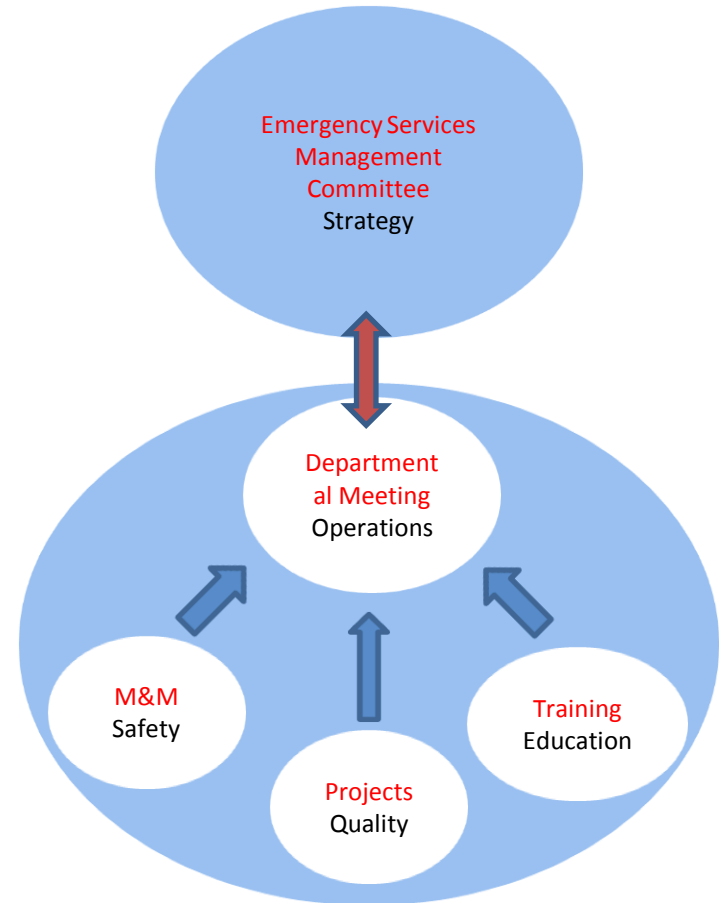 Emergency Services
Management
Committee
Strategy
Department
al Meeting
Operations
M&M
Safety
Projects
Quality
Training
Education